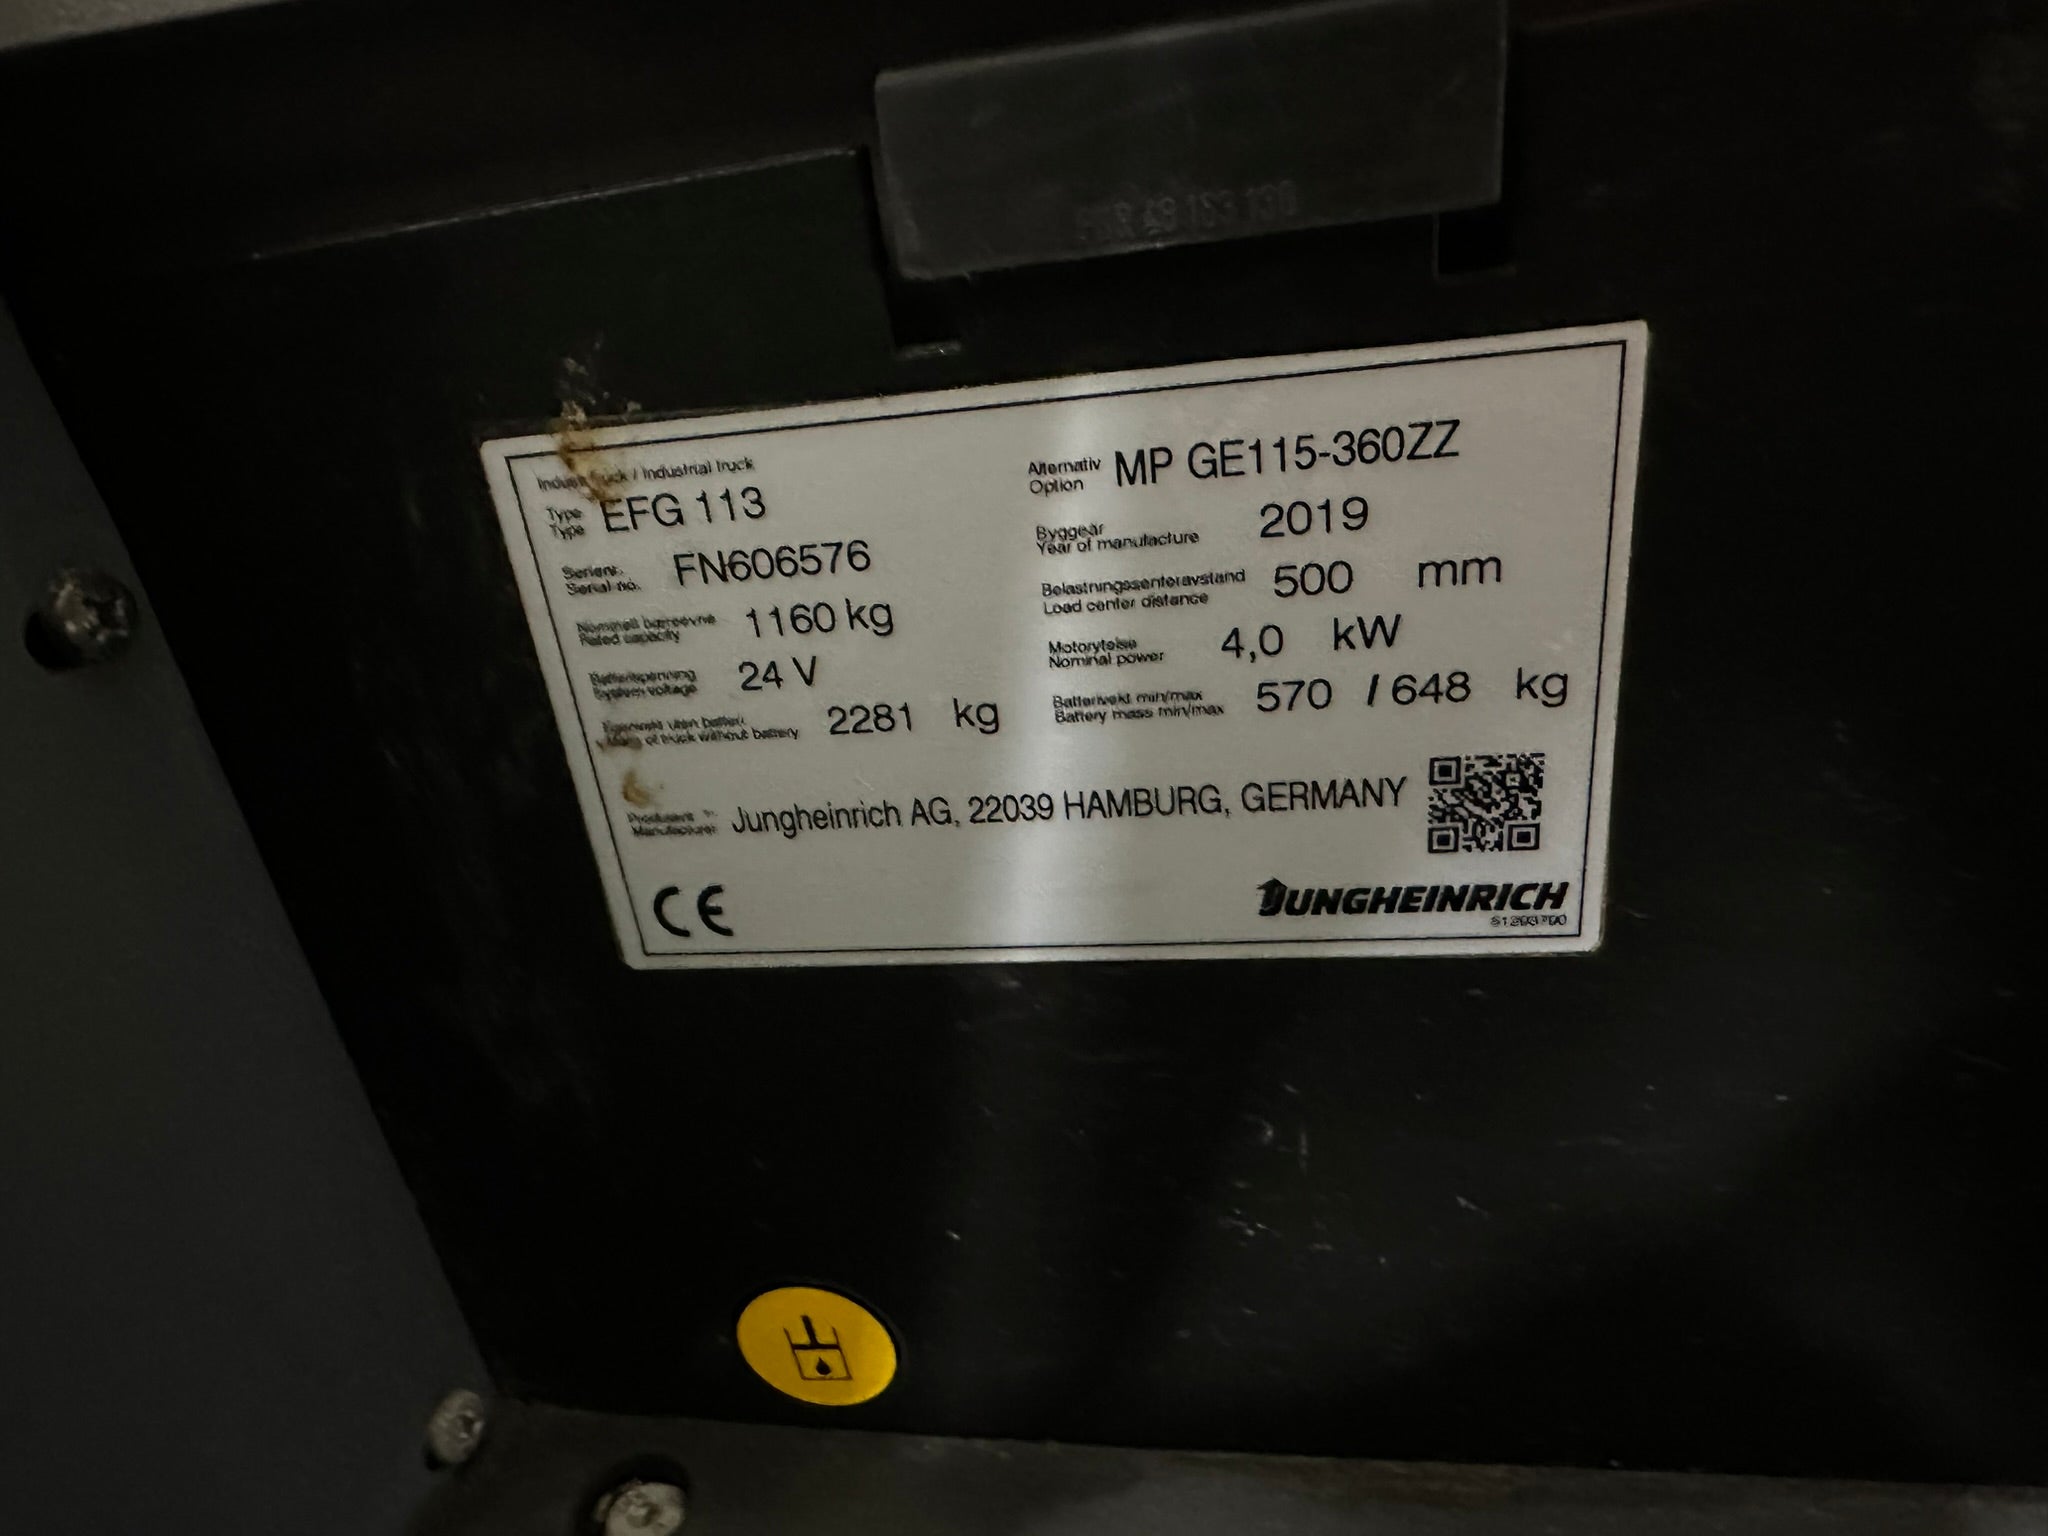 Industritruck / Industrial truck
Type
Type EFG 113
Alternativ
Option MP GE115-360ZZ
Serienr.
Serial no. FN606576
Byggeår
Year of manufacture 2019
Nominell bæreevne
Rated capacity 1160 kg
Belastningssenteravstand
Load center distance 500 mm
Batterispenning
System voltage 24 V
Motorytelse
Nominal power 4,0 kW
Egenvekt uten batteri
Mass of truck without battery 2281 kg
Batterivekt min/max
Battery mass min/max 570 / 648 kg
Produsent
Manufacturer Jungheinrich AG, 22039 HAMBURG, GERMANY
CE
JUNGHEINRICH